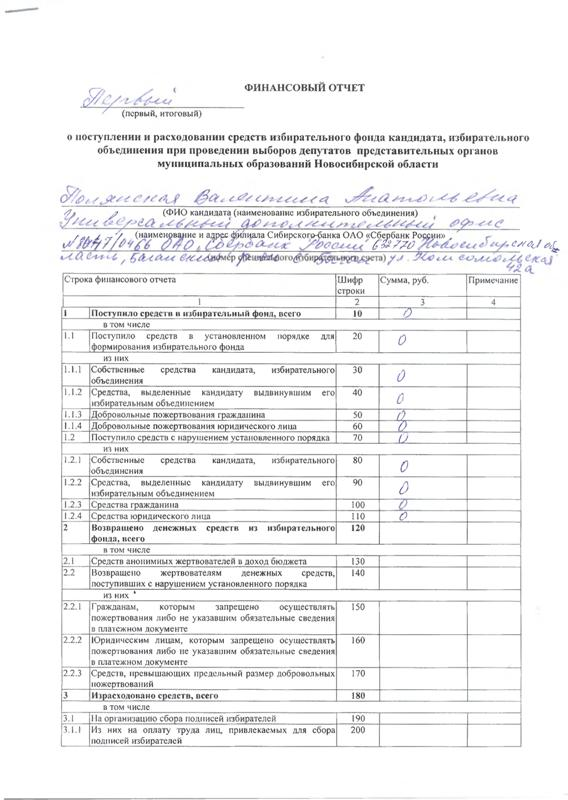 ФИНАНСОВЫЙ ОТЧЕТ
Первый
(первый, итоговый)
о поступлении и расходовании средств избирательного фонда кандидата, избирательного
объединения при проведении выборов депутатов представительных органов
муниципальных образований Новосибирской области
Полянская Валентина Анатольевна
(ФИО кандидата (наименование избирательного объединения)
Универсальный дополнительный офис
(наименование и адрес филиала Сибирского банка ОАО «Сбербанк России»
ОАО Сбербанк России 632770 Новосибирская об
ласть, ул. Комсомольская
42а
Строка финансового отчета Шифр строки Сумма, руб. Примечание
1 2 3 4
1 Поступило средств в избирательный фонд, всего 10 0
в том числе
1.1 Поступило средств в установленном порядке для 20 0
формирования избирательного фонда
из них
1.1.1 Собственные средства кандидата, избирательного 30 0
объединения
1.1.2 Средства, выделенные кандидату выдвинувшим его 40 0
избирательным объединением
1.1.3 Добровольные пожертвования гражданина 50 0
1.1.4 Добровольные пожертвования юридического лица 60 0
1.2 Поступило средств с нарушением установленного порядка 70 0
из них
1.2.1 Собственные средства кандидата, избирательного 80 0
объединения
1.2.2 Средства, выделенные кандидату выдвинувшим его 90 0
избирательным объединением
1.2.3 Средства гражданина 100 0
1.2.4 Средства юридического лица 110 0
2 Возвращено денежных средств из избирательного 120
фонда, всего
в том числе
2.1 Средств анонимных жертвователей в доход бюджета 130
2.2 Возвращено жертвователям денежных средств, 140
поступивших с нарушением установленного порядка
из них
2.2.1 Гражданам, которым запрещено осуществлять 150
пожертвования либо не указавшим обязательные сведения
в платежном документе
2.2.2 Юридическим лицам, которым запрещено осуществлять 160
пожертвования либо не указавшим обязательные сведения
в платежном документе
2.2.3 Средств, превышающих предельный размер добровольных 170
пожертвований
3 Израсходовано средств, всего 180
в том числе
3.1 На организацию сбора подписей избирателей 190
3.1.1 Из них на оплату труда лиц, привлекаемых для сбора 200
подписей избирателей